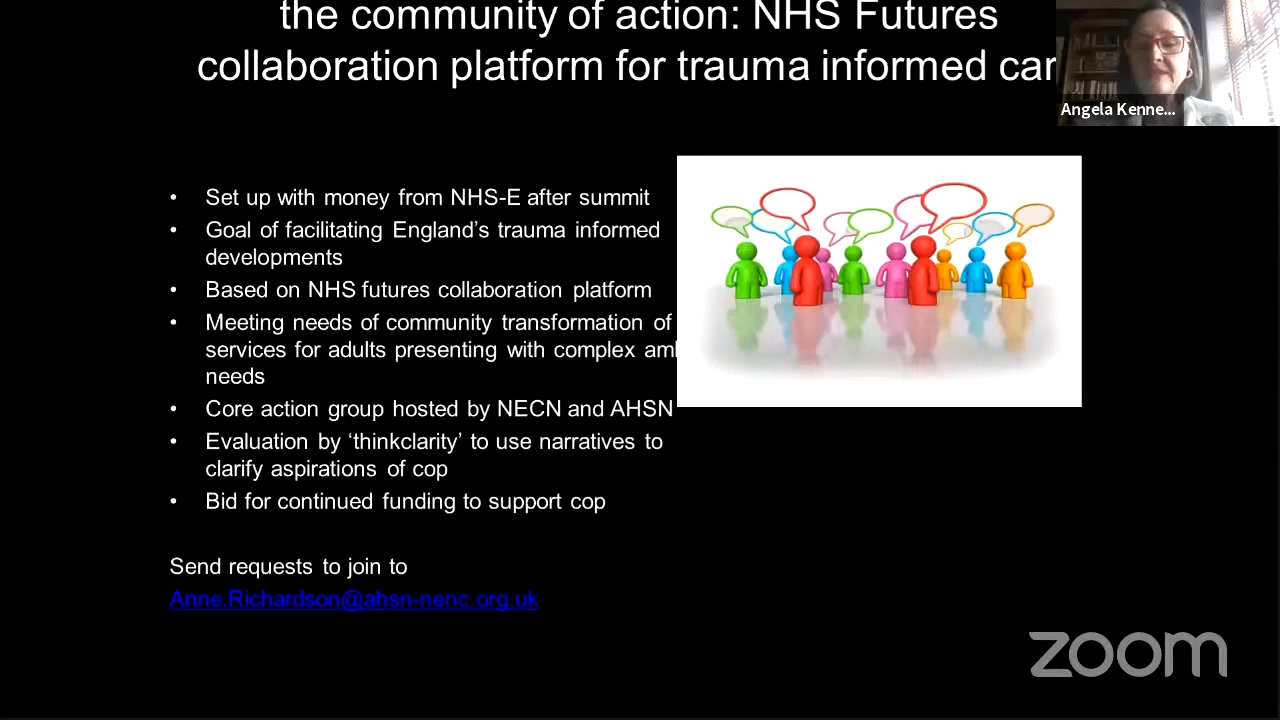 the community of action: NHS Futures
collaboration platform for trauma informed car
Angela Kenne...
• Set up with money from NHS-E after summit
• Goal of facilitating England's trauma informed
developments
• Based on NHS futures collaboration platform
• Meeting needs of community transformation of
services for adults presenting with complex
needs
• Core action group hosted by NECN and AHSN
• Evaluation by 'thinkclarity' to use narratives to
clarify aspirations of cop
• Bid for continued funding to support cop
Send requests to join to
Anne.Richardson@ahsn-nenc.org.uk
zoom